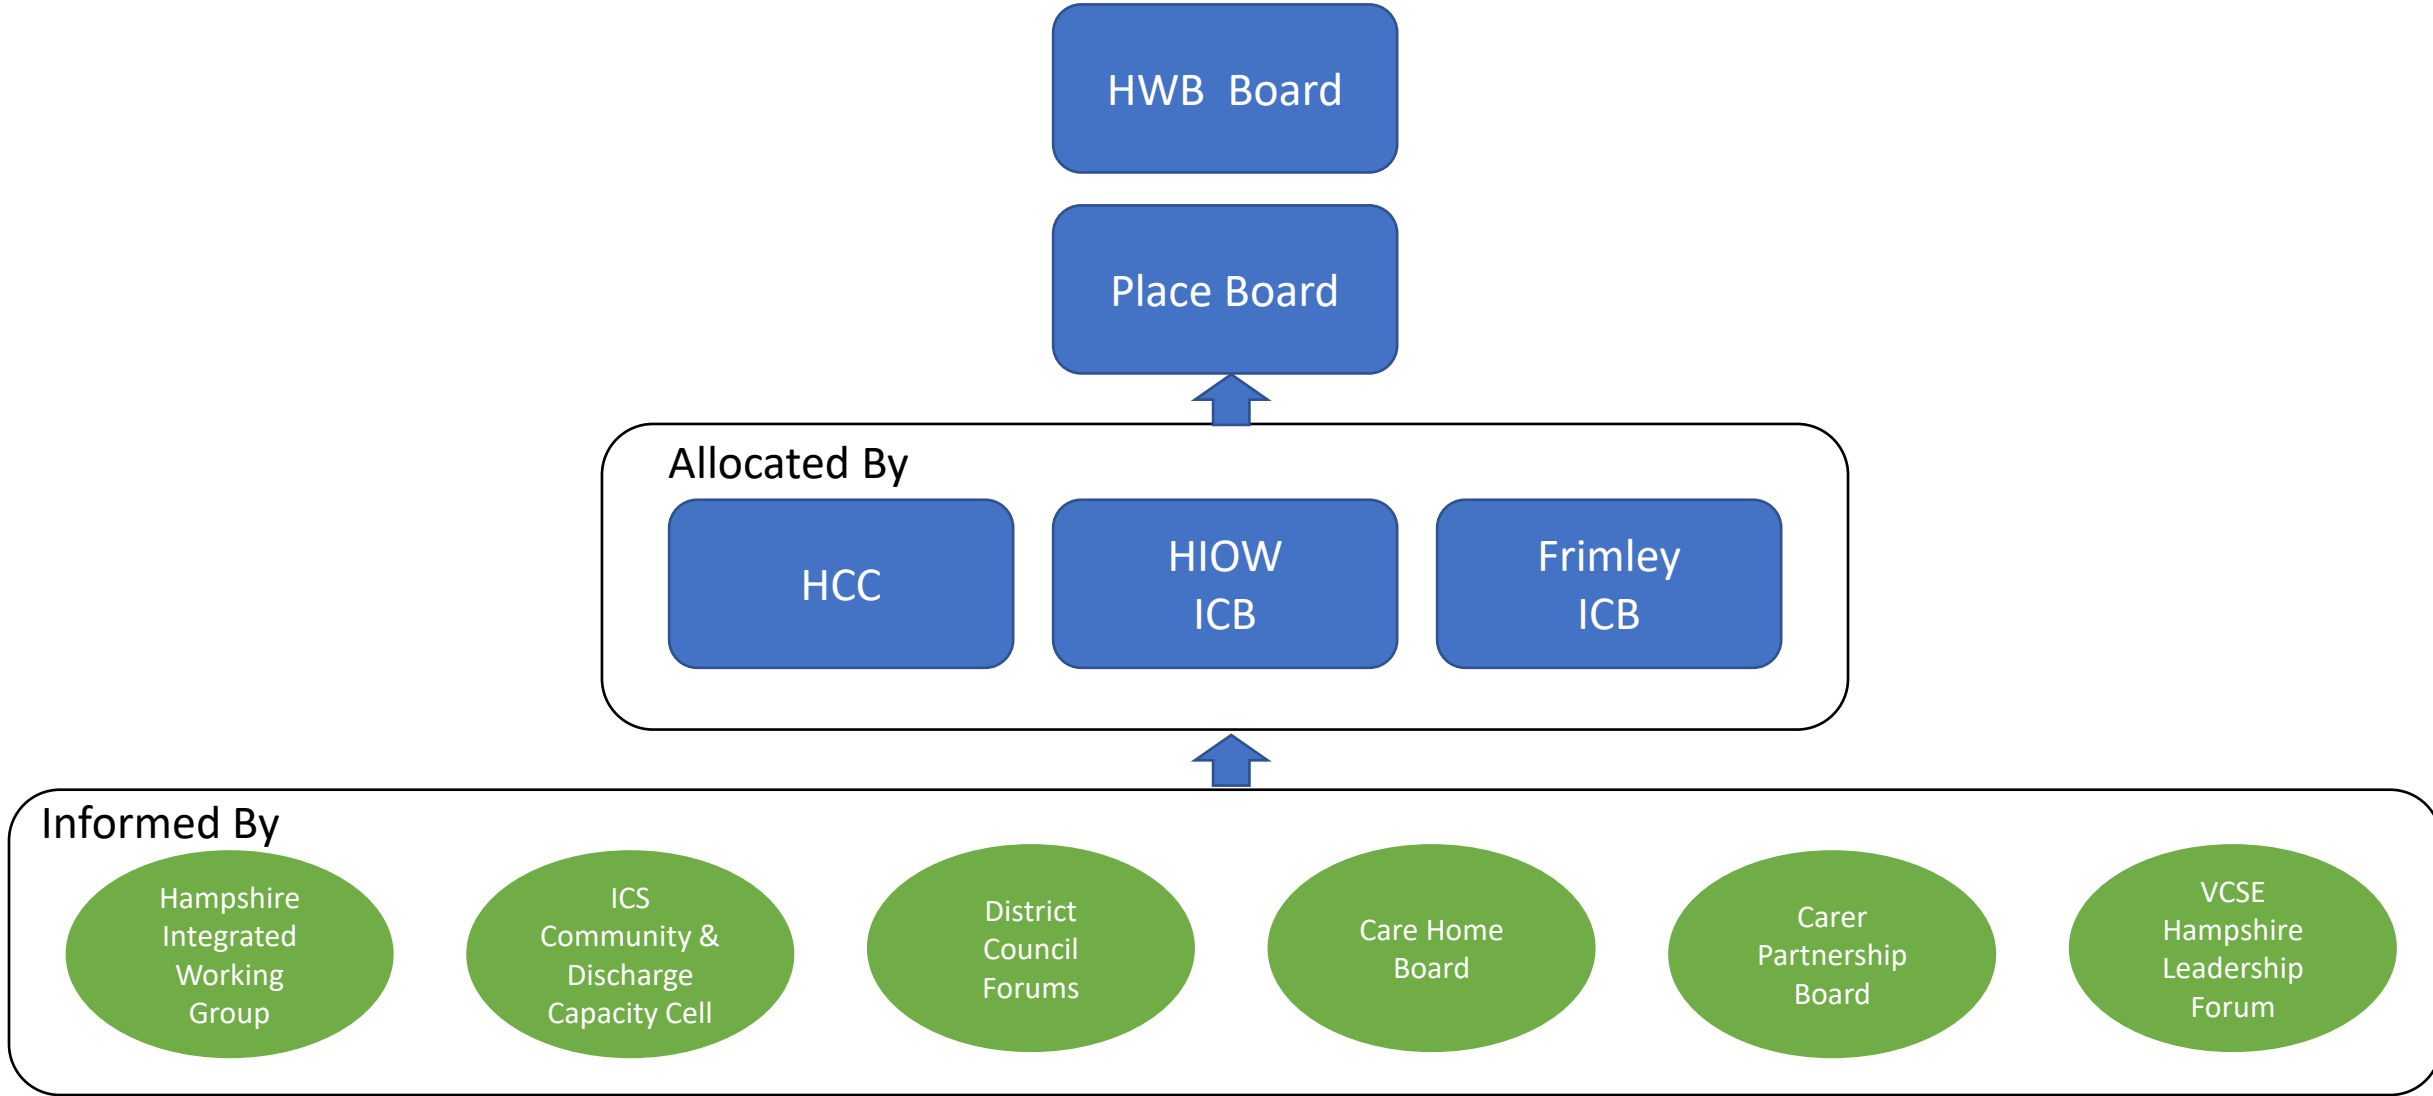 HWB  Board
Place Board
Allocated By
HCC
HIOW
ICB
Frimley
ICB
Informed By
Hampshire
Integrated
Working
Group
ICS
Community &
Discharge
Capacity Cell
District
Council
Forums
Care Home
Board
Carer
Partnership
Board
VCSE
Hampshire
Leadership
Forum